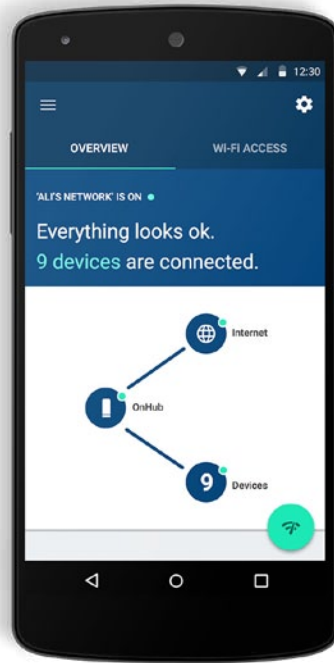 12:30
OVERVIEW
WI-FI ACCESS
'ALI'S NETWORK' IS ON
Everything looks ok.
9 devices are connected.
Internet
OnHub
9
Devices